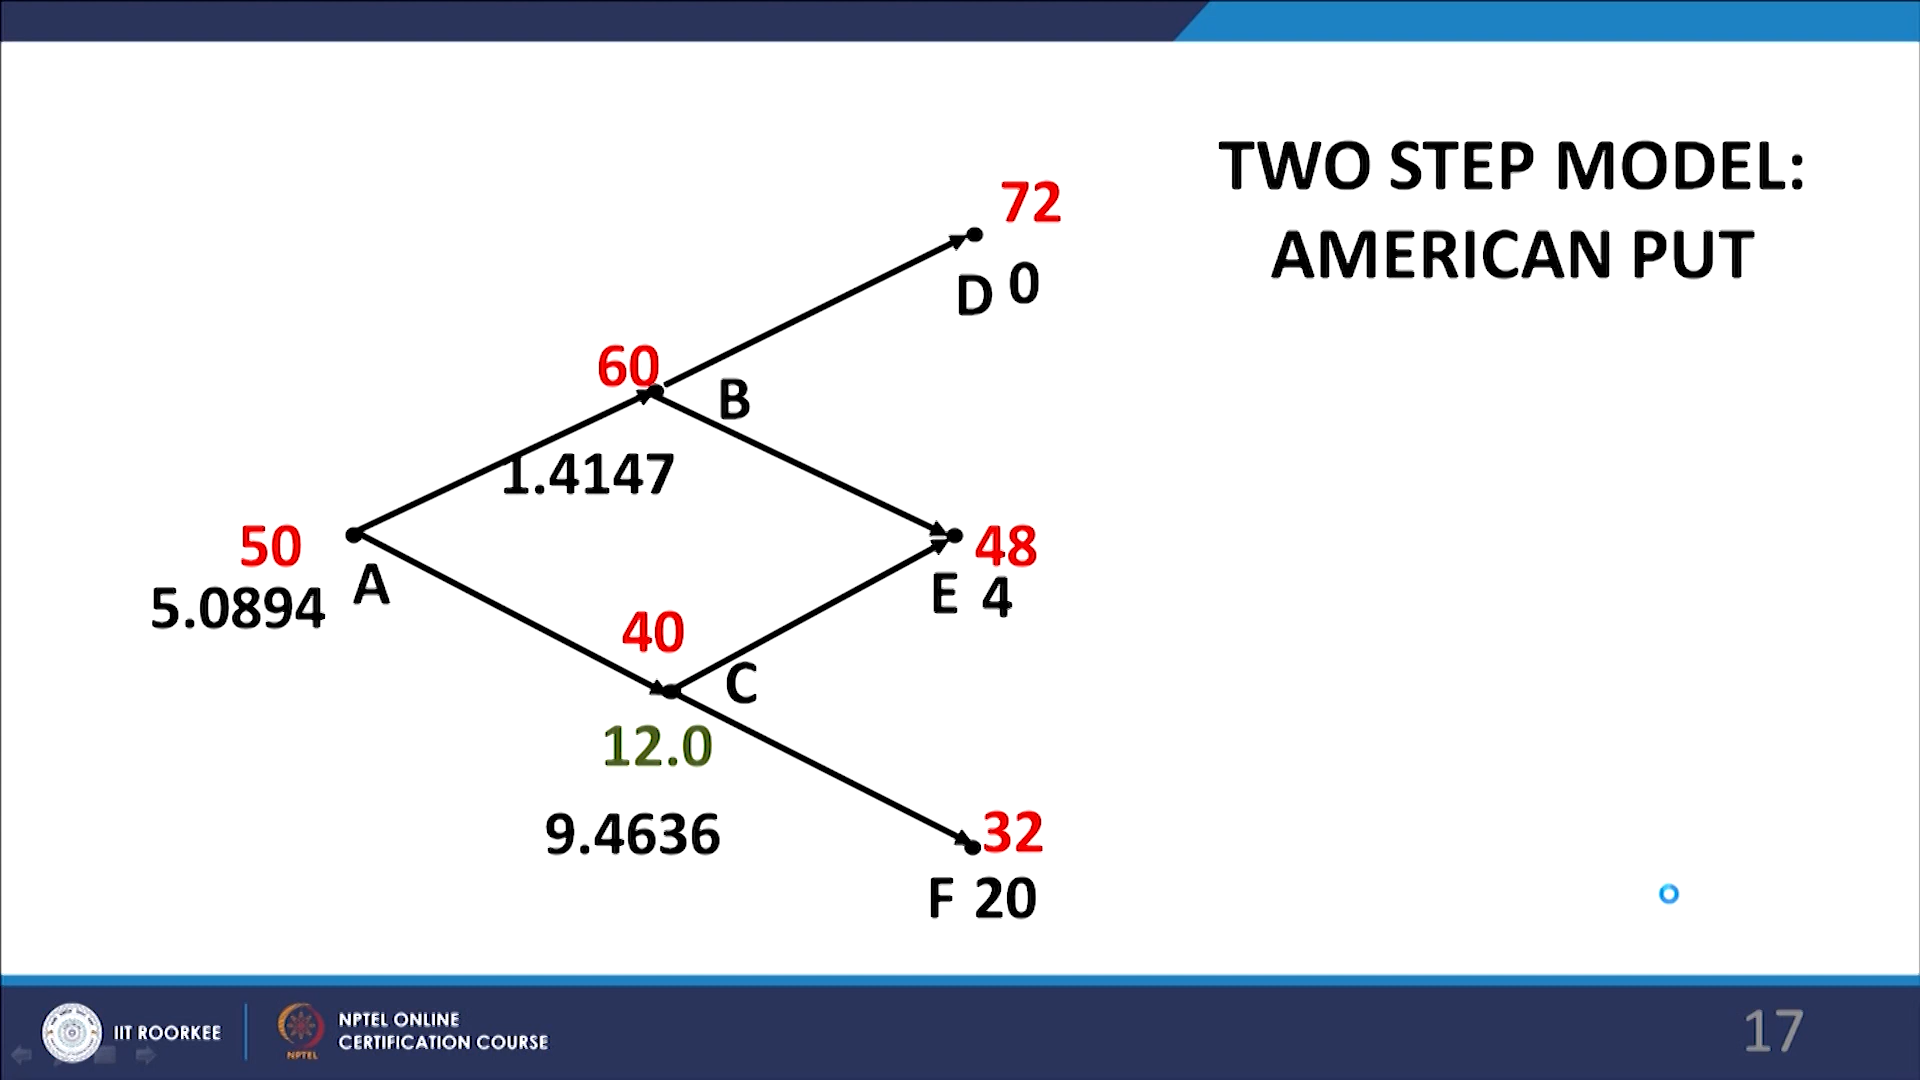 TWO STEP MODEL:
AMERICAN PUT
72
D 0
60
B
1.4147
50
A
5.0894
48
E 4
40
C
12.0
9.4636
32
F 20
IIT ROORKEE
NPTEL
NPTEL ONLINE
CERTIFICATION COURSE
17